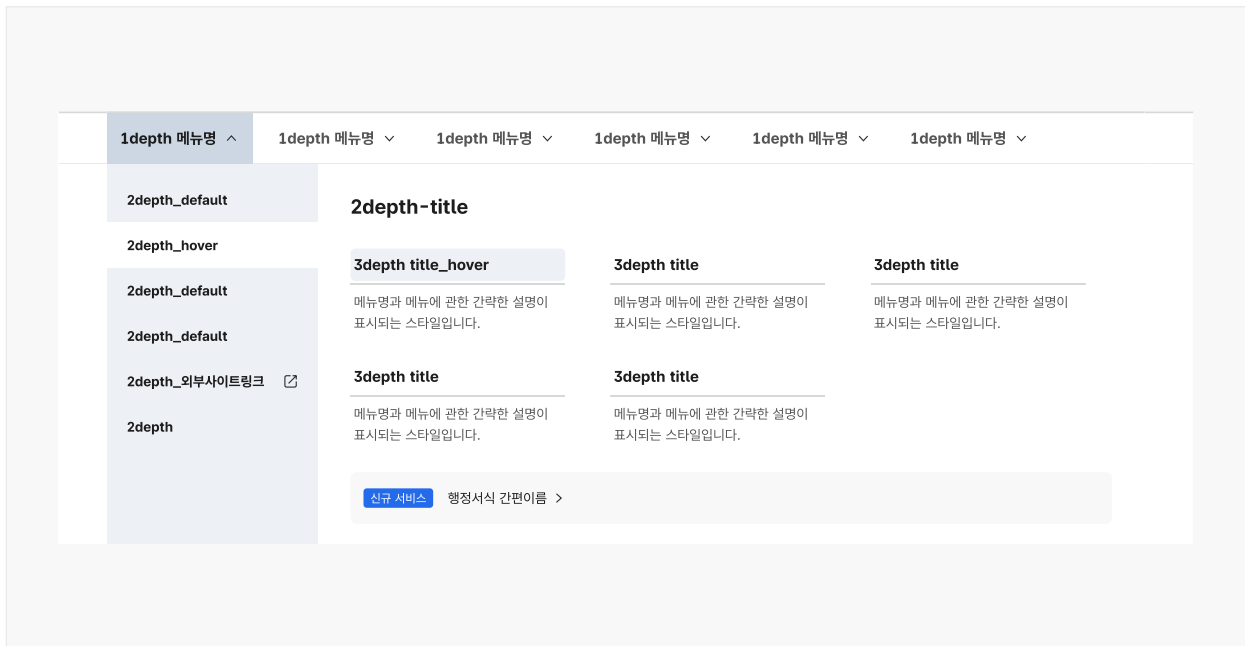 1depth 메뉴명
1depth 메뉴명
1depth 메뉴명
1depth 메뉴명
1depth 메뉴명
1depth 메뉴명
2depth_default
2depth_hover
2depth_default
2depth_default
2depth_외부사이트링크
2depth
2depth-title
3depth title_hover
메뉴명과 메뉴에 관한 간략한 설명이
표시되는 스타일입니다.
3depth title
메뉴명과 메뉴에 관한 간략한 설명이
표시되는 스타일입니다.
3depth title
메뉴명과 메뉴에 관한 간략한 설명이
표시되는 스타일입니다.
3depth title
메뉴명과 메뉴에 관한 간략한 설명이
표시되는 스타일입니다.
3depth title
메뉴명과 메뉴에 관한 간략한 설명이
표시되는 스타일입니다.
신규 서비스
행정서식 간편이름